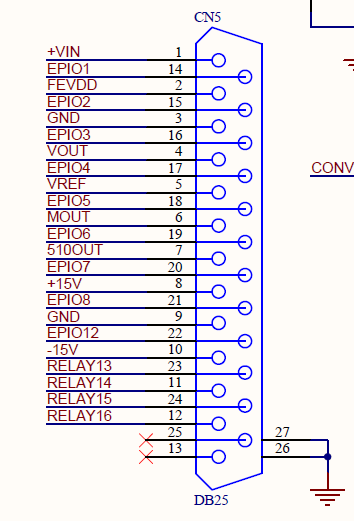 CN5
+VIN 1
EPIO1 14
FEVDD 2
EPIO2 15
GND 3
EPIO3 16
VOUT 4
EPIO4 17
CONV
VREF 5
EPIO5 18
MOUT 6
EPIO6 19
510OUT 7
EPIO7 20
+15V 8
EPIO8 21
GND 9
EPIO12 22
-15V 10
RELAY13 23
RELAY14 11
RELAY15 24
RELAY16 12
25 27
13 26
DB25